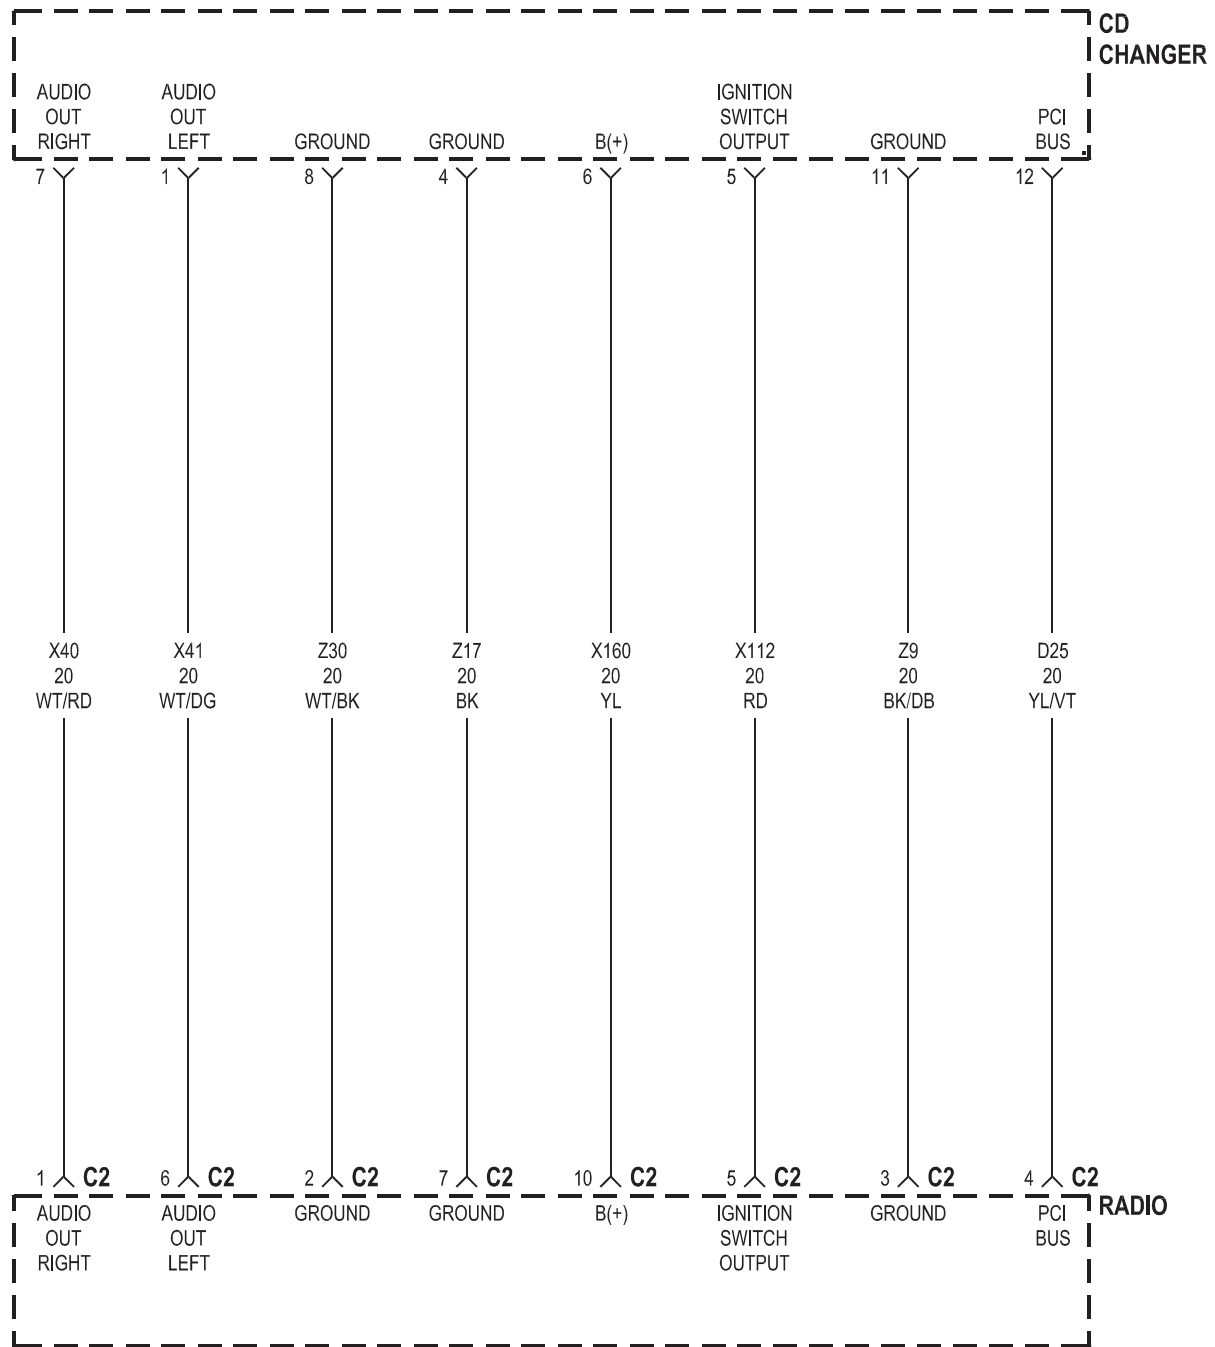 CD
CHANGER
AUDIO
OUT
RIGHT
AUDIO
OUT
LEFT
GROUND
GROUND
B(+)
IGNITION
SWITCH
OUTPUT
GROUND
PCI
BUS
7
1
8
4
6
5
11
12
X40
20
WT/RD
X41
20
WT/DG
Z30
20
WT/BK
Z17
20
BK
X160
20
YL
X112
20
RD
Z9
20
BK/DB
D25
20
YL/VT
1 C2
6 C2
2 C2
7 C2
10 C2
5 C2
3 C2
4 C2
RADIO
AUDIO
OUT
RIGHT
AUDIO
OUT
LEFT
GROUND
GROUND
B(+)
IGNITION
SWITCH
OUTPUT
GROUND
PCI
BUS